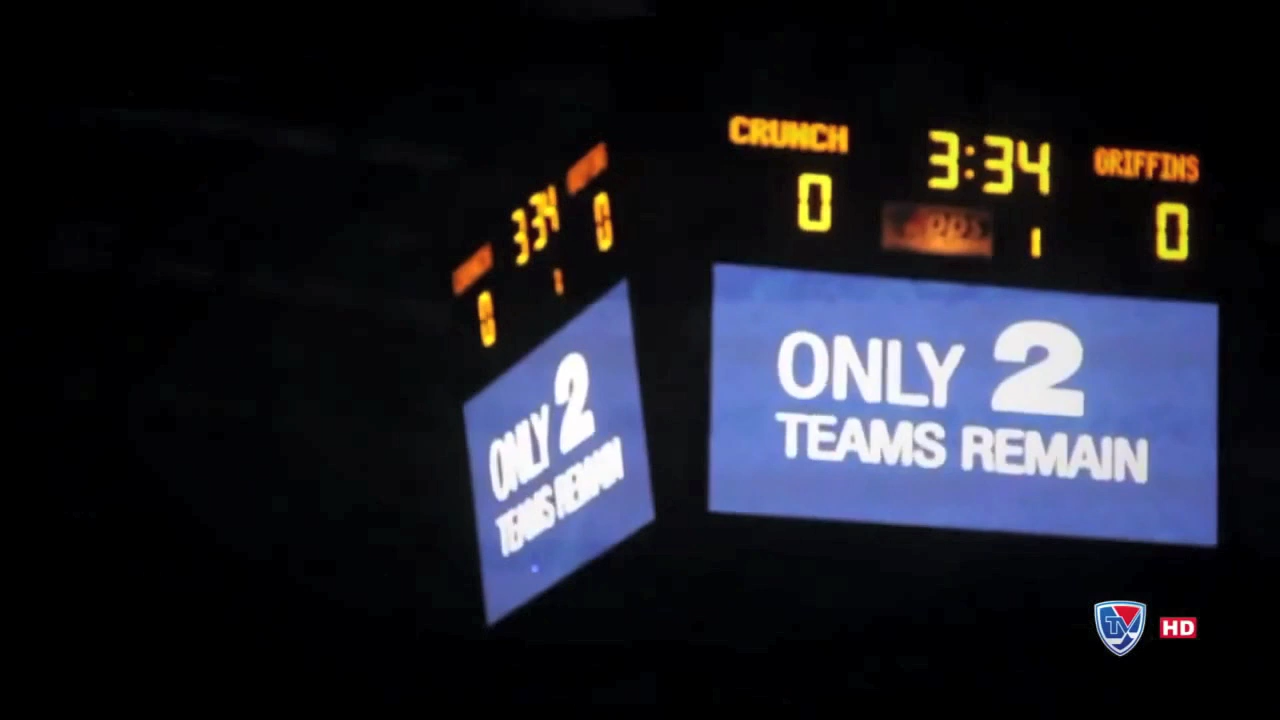 CRUNCH 3:34 GRIFFINS
0 1 0
ONLY 2
TEAMS REMAIN
3:34
0
0 1
ONLY 2
TEAMS REMAIN
TV HD